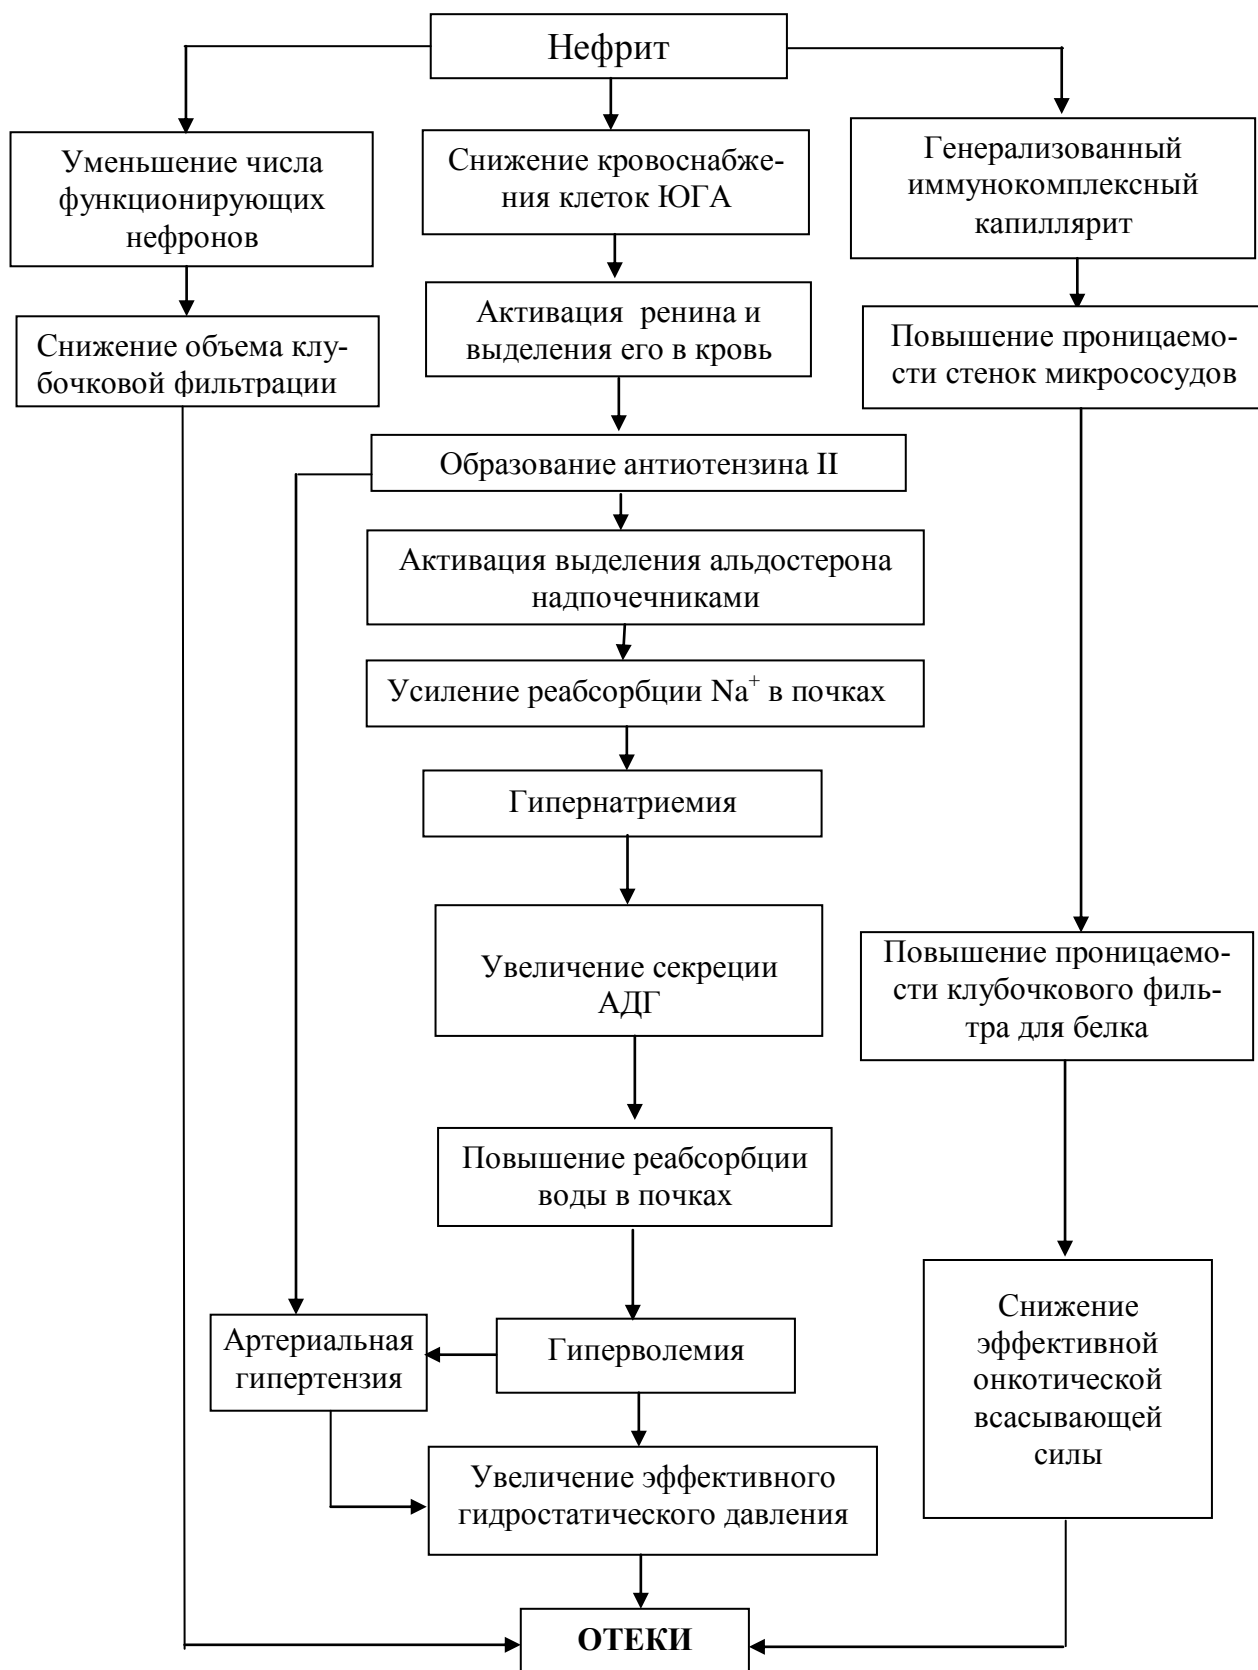 Нефрит
Уменьшение числа
функционирующих
нефронов
Снижение кровоснабже-
ния клеток ЮГА
Генерализованный
иммунокомплексный
капиллярит
Снижение объема клу-
бочковой фильтрации
Активация ренина и
выделения его в кровь
Повышение проницаемо-
сти стенок микрососудов
Образование антиотензина II
Активация выделения альдостерона
надпочечниками
Усиление реабсорбции Na⁺ в почках
Гипернатриемия
Увеличение секреции
АДГ
Повышение проницаемо-
сти клубочкового филь-
тра для белка
Повышение реабсорбции
воды в почках
Артериальная
гипертензия
Гиперволемия
Снижение
эффективной
онкотической
всасывающей
силы
Увеличение эффективного
гидростатического давления
ОТЕКИ